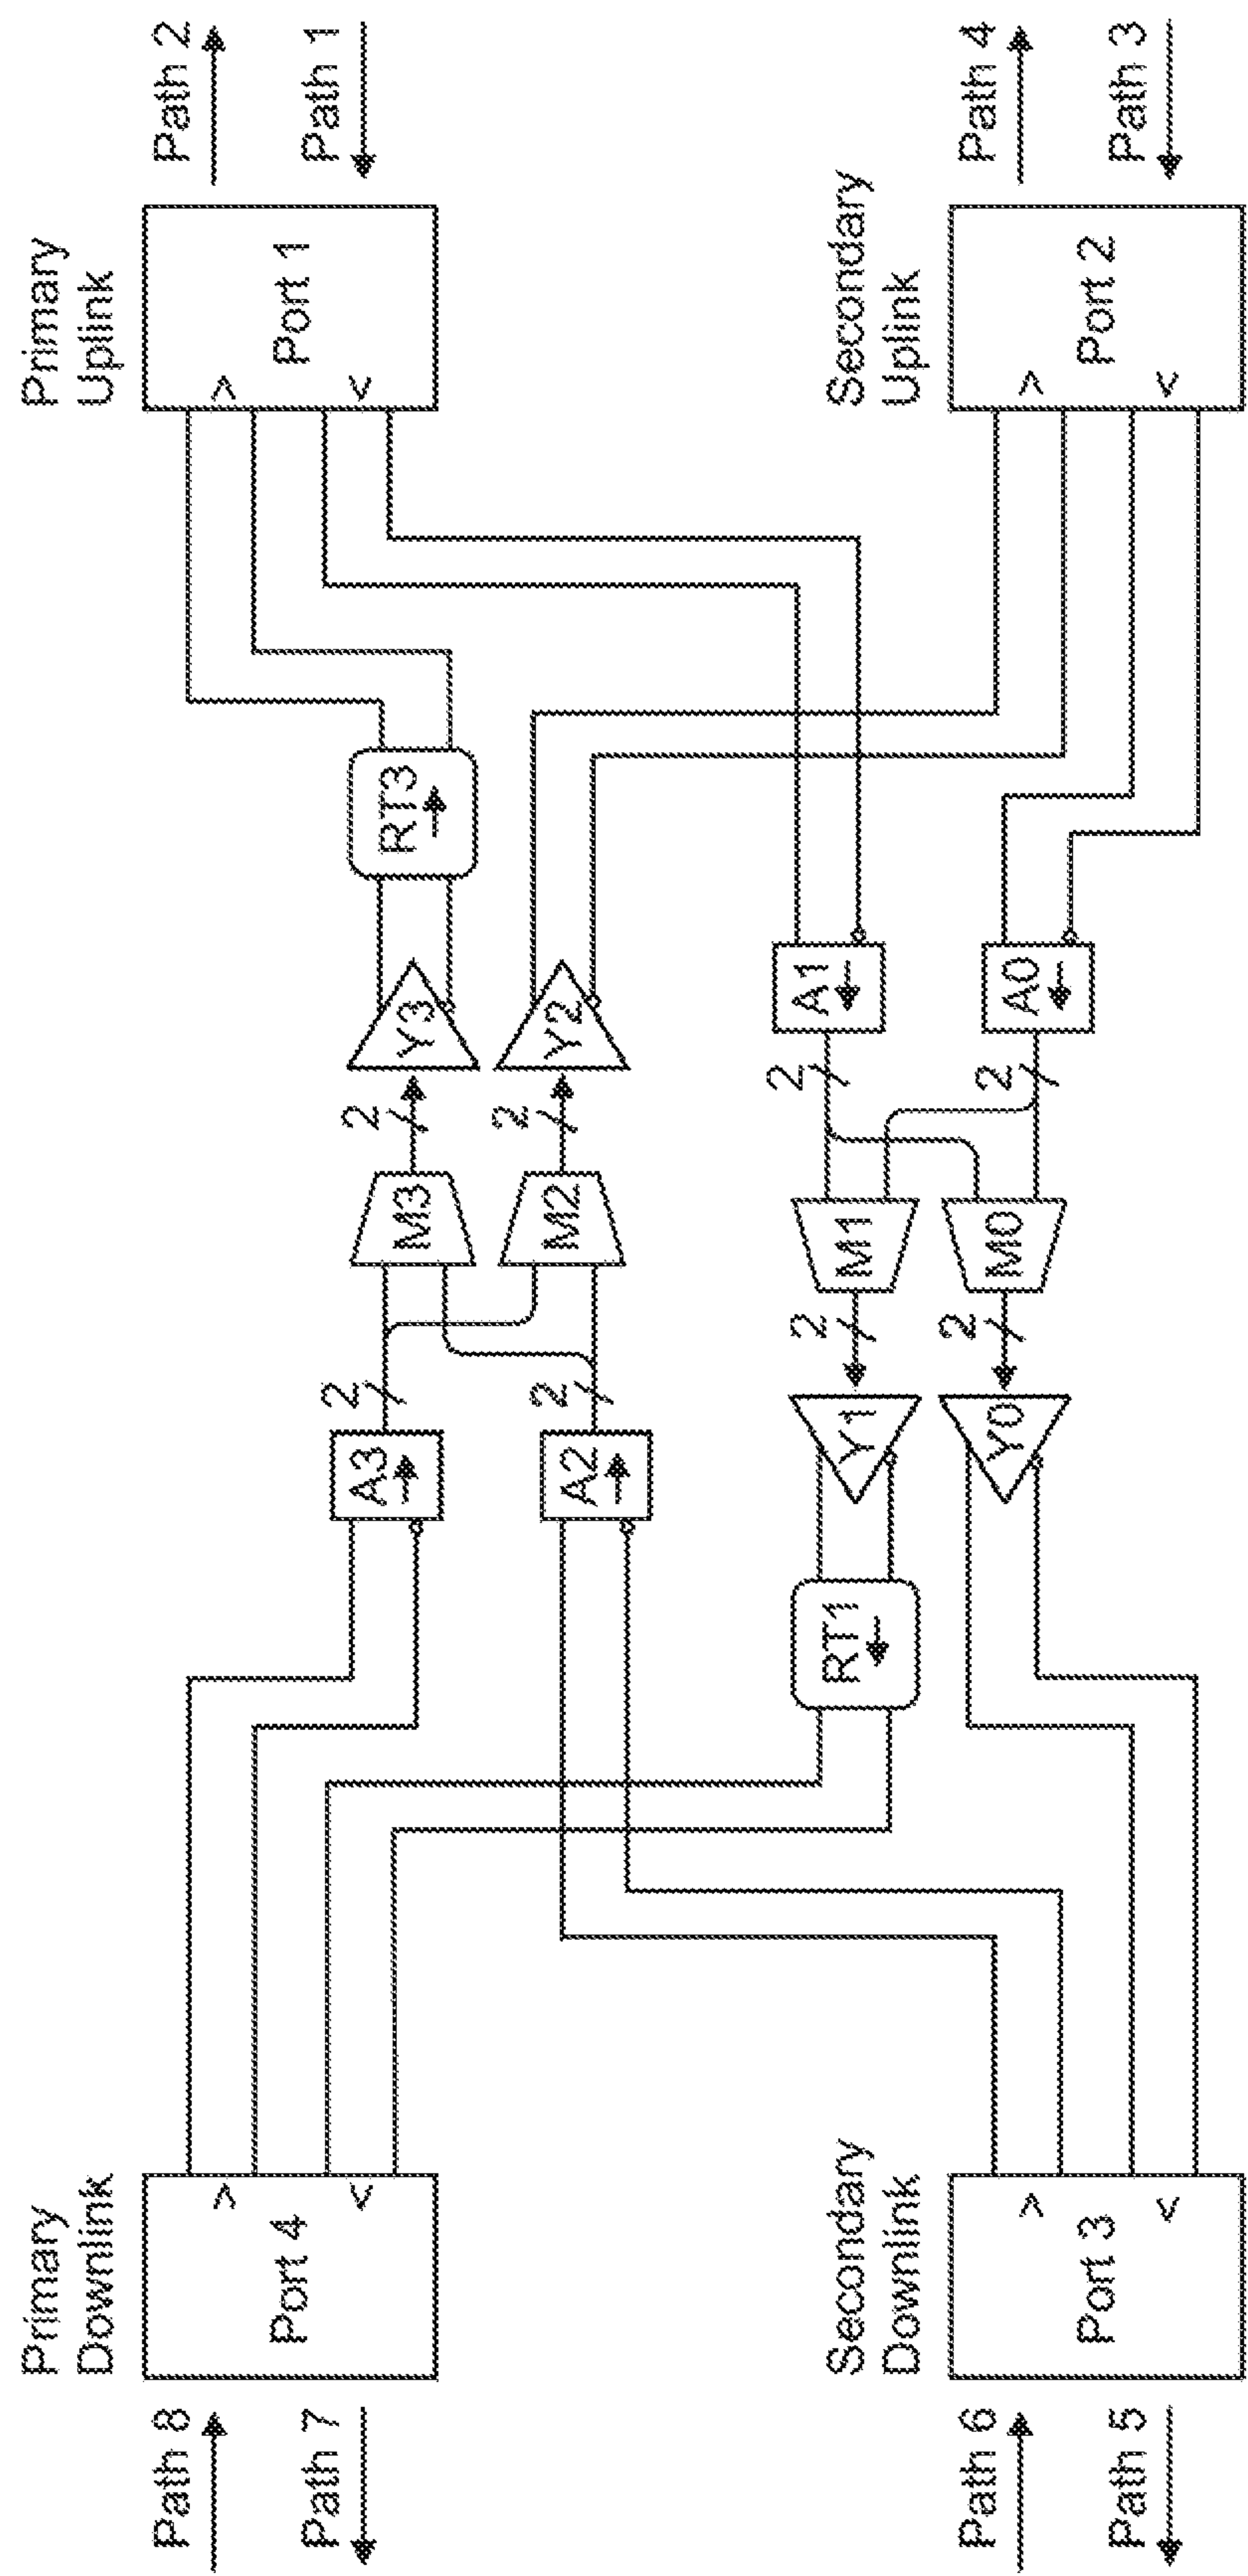 Primary
Downlink
Primary
Uplink
Path 8
Path 7
Port 4
>
<
A3
2
M3
2
Y3
RT3
>
<
Port 1
Path 2
Path 1
A2
2
M2
2
Y2
RT1
Y1
2
M1
2
A1
Secondary
Downlink
Secondary
Uplink
Path 6
Path 5
Port 3
>
<
Y0
2
M0
2
A0
>
<
Port 2
Path 4
Path 3